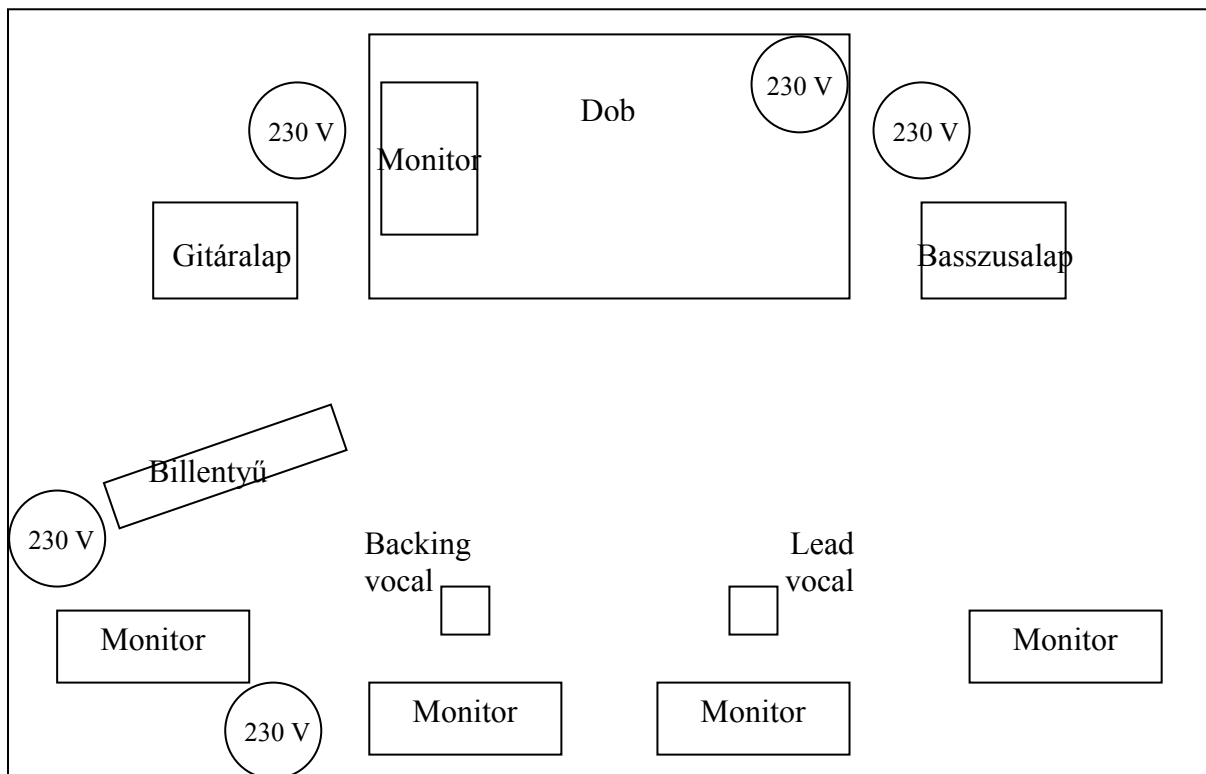 230 V
Dob
230 V
230 V
Monitor
Gitáralap
Basszusalap
Billentyű
230 V
Backing
vocal
Lead
vocal
Monitor
Monitor
Monitor
Monitor
230 V